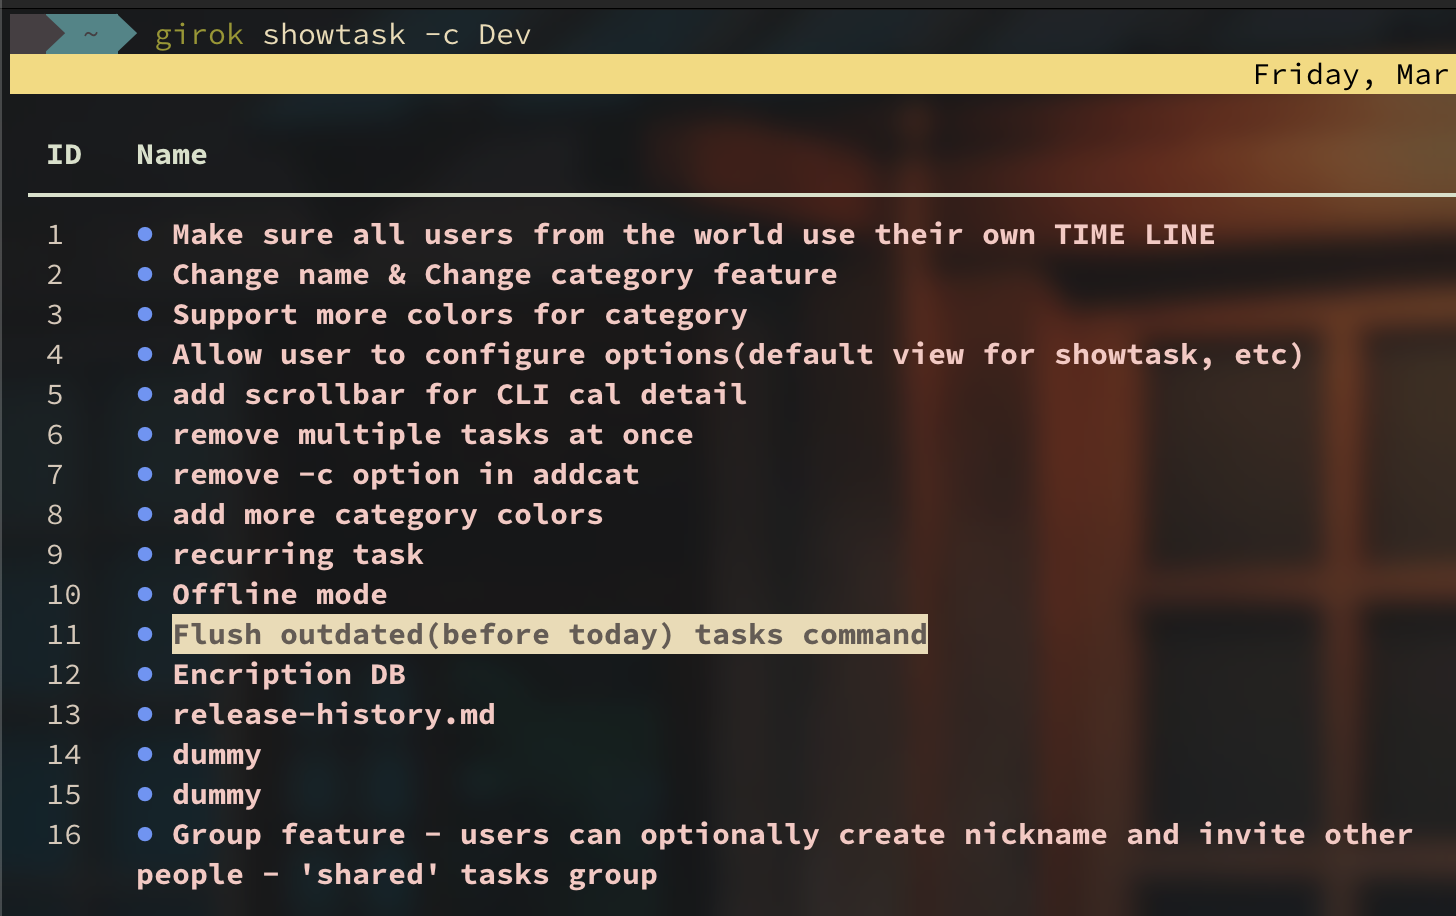 ~ girok showtask -c Dev
Friday, Mar
ID Name
1 ● Make sure all users from the world use their own TIME LINE
2 ● Change name & Change category feature
3 ● Support more colors for category
4 ● Allow user to configure options(default view for showtask, etc)
5 ● add scrollbar for CLI cal detail
6 ● remove multiple tasks at once
7 ● remove -c option in addcat
8 ● add more category colors
9 ● recurring task
10 ● Offline mode
11 ● Flush outdated(before today) tasks command
12 ● Encription DB
13 ● release-history.md
14 ● dummy
15 ● dummy
16 ● Group feature - users can optionally create nickname and invite other
people - 'shared' tasks group